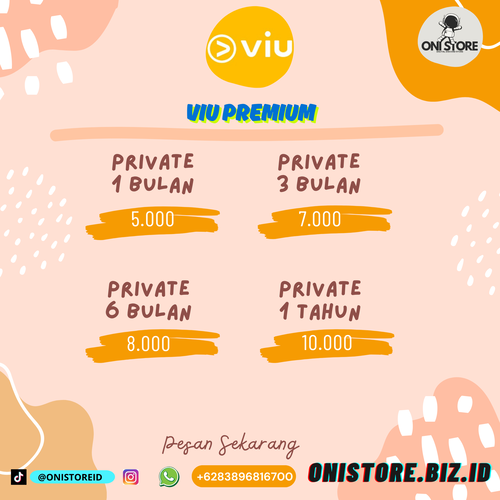 viu
ONI STORE
VIU PREMIUM
PRIVATE
1 BULAN
5.000
PRIVATE
3 BULAN
7.000
PRIVATE
6 BULAN
8.000
PRIVATE
1 TAHUN
10.000
Pesan Sekarang
@ONISTOREID
+6283896816700
ONISTORE.BIZ.ID